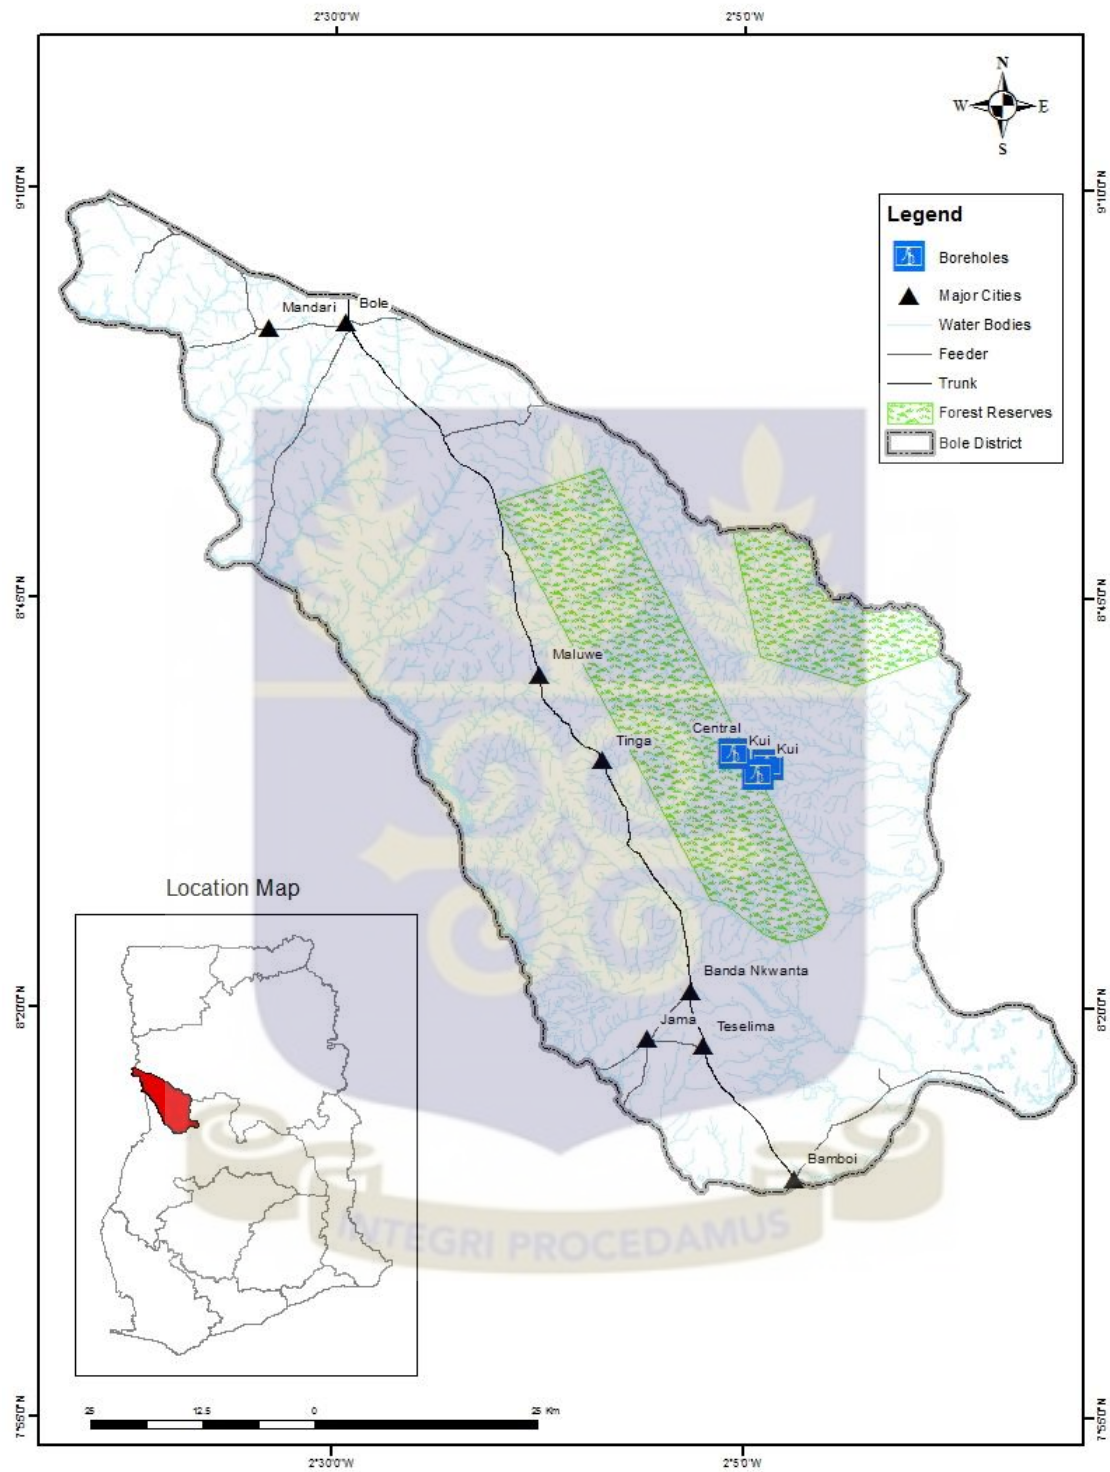 2°30'0"W
2°5'0"W
N
W
E
S
9°10'0"N
9°10'0"N
Legend
Boreholes
Major Cities
Water Bodies
Feeder
Trunk
Forest Reserves
Bole District
Mandari
Bole
8°45'0"N
8°45'0"N
Maluwe
Central
Kui
Kui
Tinga
Location Map
Banda Nkwanta
8°20'0"N
8°20'0"N
Jama
Teselima
Bamboi
INTEGRI PROCEDAMUS
25
12.5
0
25 Km
7°55'0"N
7°55'0"N
2°30'0"W
2°5'0"W